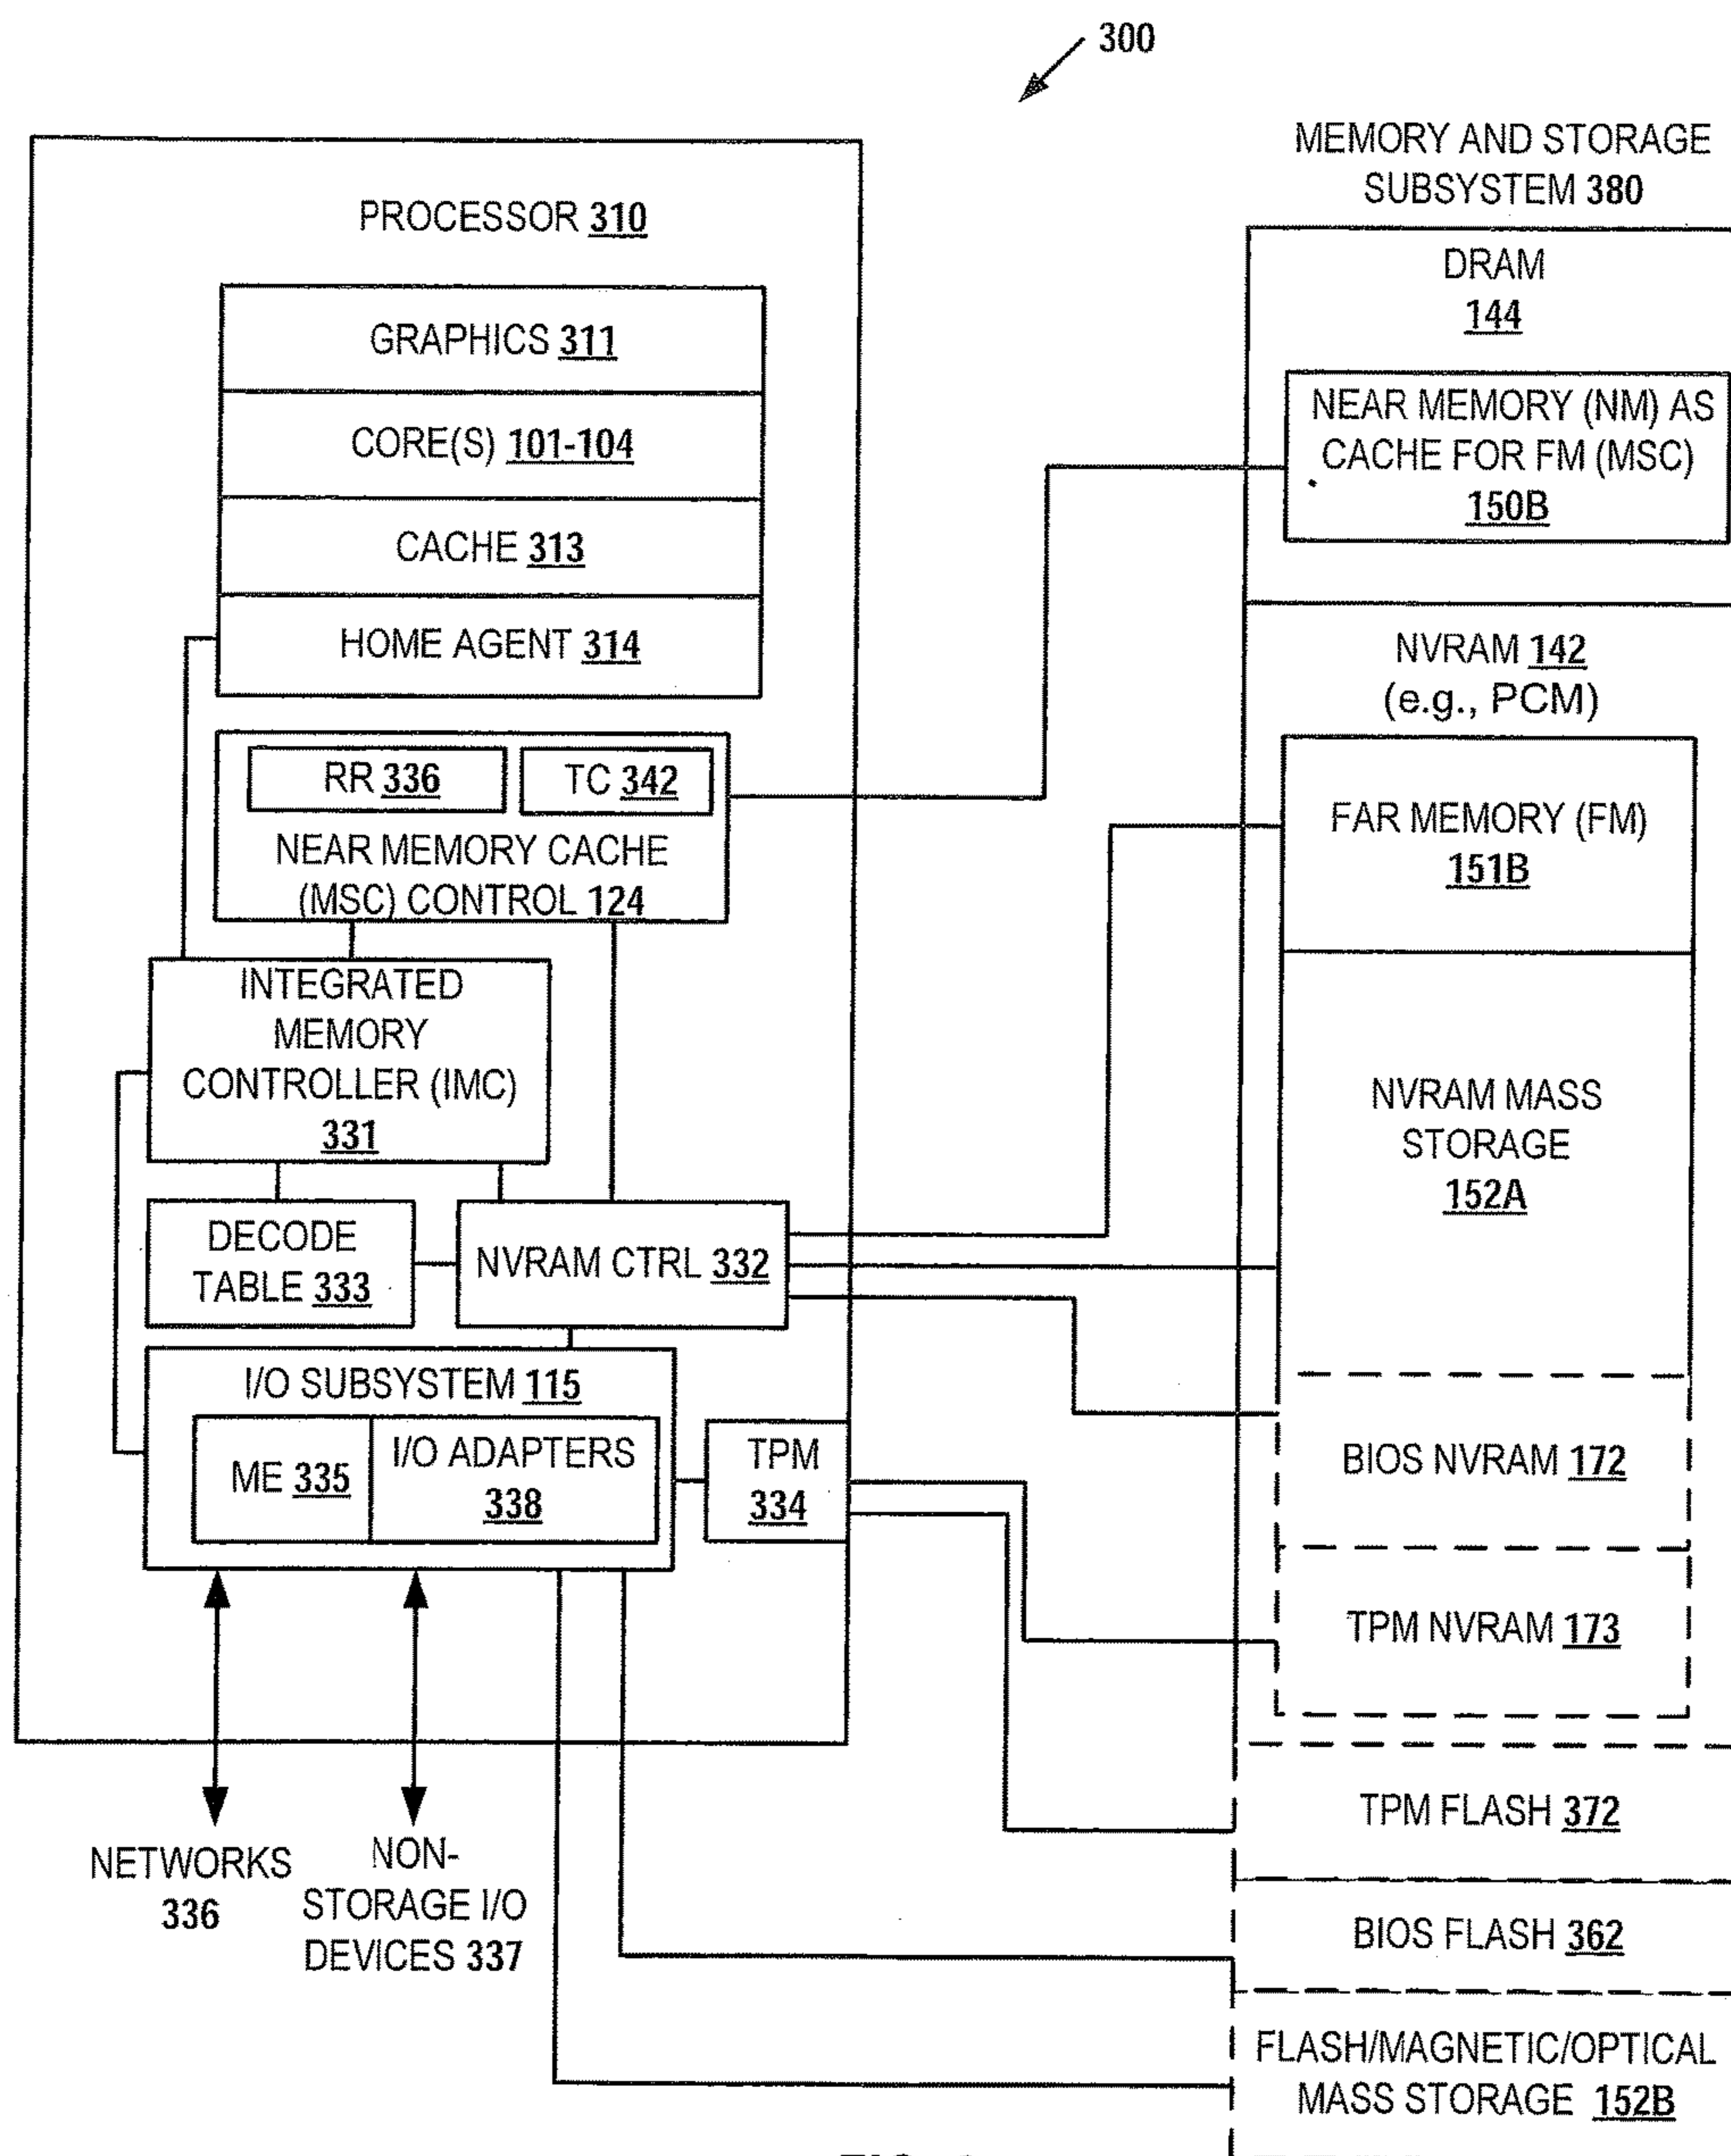 300
PROCESSOR 310
GRAPHICS 311
CORE(S) 101-104
CACHE 313
HOME AGENT 314
RR 336
TC 342
NEAR MEMORY CACHE
(MSC) CONTROL 124
INTEGRATED
MEMORY
CONTROLLER (IMC)
331
DECODE
TABLE 333
NVRAM CTRL 332
I/O SUBSYSTEM 115
ME 335
I/O ADAPTERS
338
TPM
334
NETWORKS
336
NON-
STORAGE I/O
DEVICES 337
MEMORY AND STORAGE
SUBSYSTEM 380
DRAM
144
NEAR MEMORY (NM) AS
CACHE FOR FM (MSC)
150B
NVRAM 142
(e.g., PCM)
FAR MEMORY (FM)
151B
NVRAM MASS
STORAGE
152A
BIOS NVRAM 172
TPM NVRAM 173
TPM FLASH 372
BIOS FLASH 362
FLASH/MAGNETIC/OPTICAL
MASS STORAGE 152B